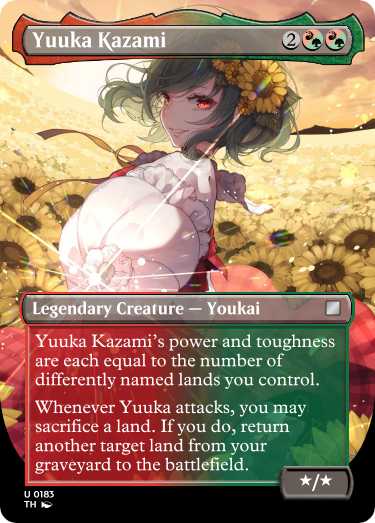 Yuuka Kazami 2
Legendary Creature — Youkai
Yuuka Kazami's power and toughness
are each equal to the number of
differently named lands you control.
Whenever Yuuka attacks, you may
sacrifice a land. If you do, return
another target land from your
graveyard to the battlefield.
★/★
U 0183
TH